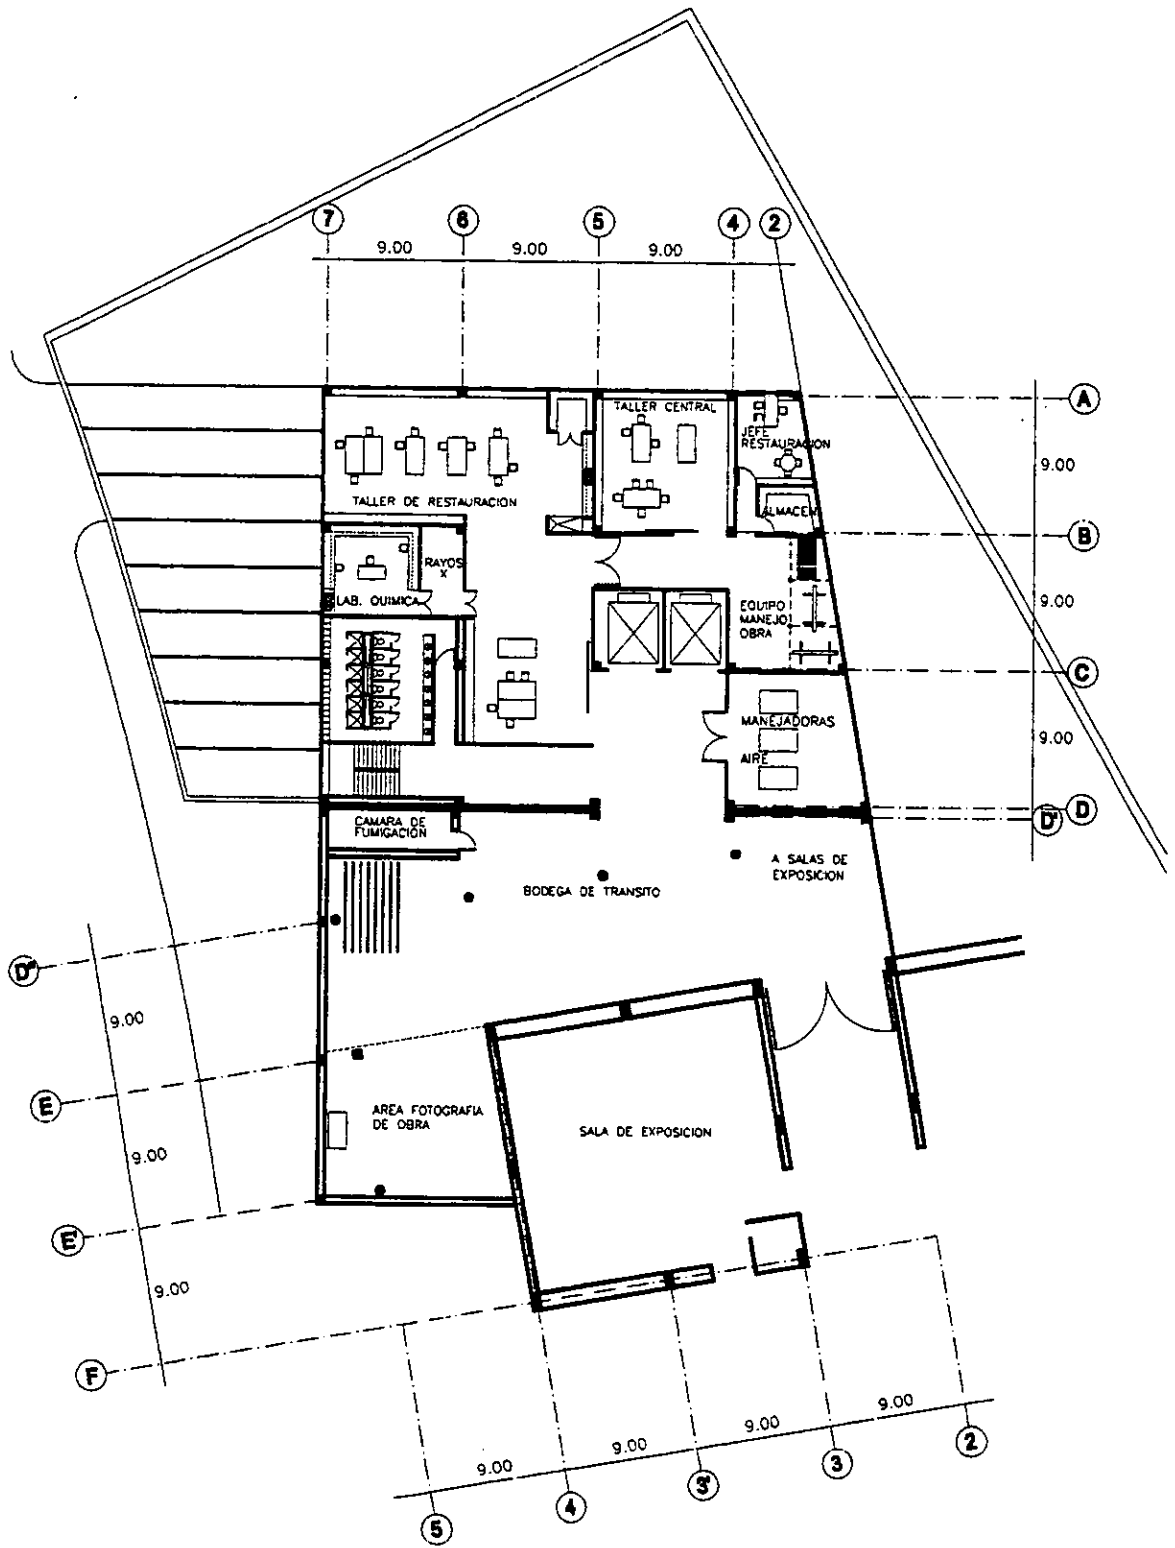 7
6
5
4
2
9.00
9.00
9.00
A
TALLER CENTRAL
JEFE
RESTAURACION
9.00
TALLER DE RESTAURACION
ALMACEN
B
RAYOS
X
LAB. QUIMICA
EQUIPO
MANEJO
OBRA
9.00
C
MANEJADORAS
AIRE
9.00
D
D'
CAMARA DE
FUMIGACIÓN
A SALAS DE
EXPOSICION
BODEGA DE TRANSITO
D"
9.00
E
AREA FOTOGRAFIA
DE OBRA
SALA DE EXPOSICION
9.00
E'
9.00
F
9.00
9.00
9.00
9.00
2
3
3'
4
5